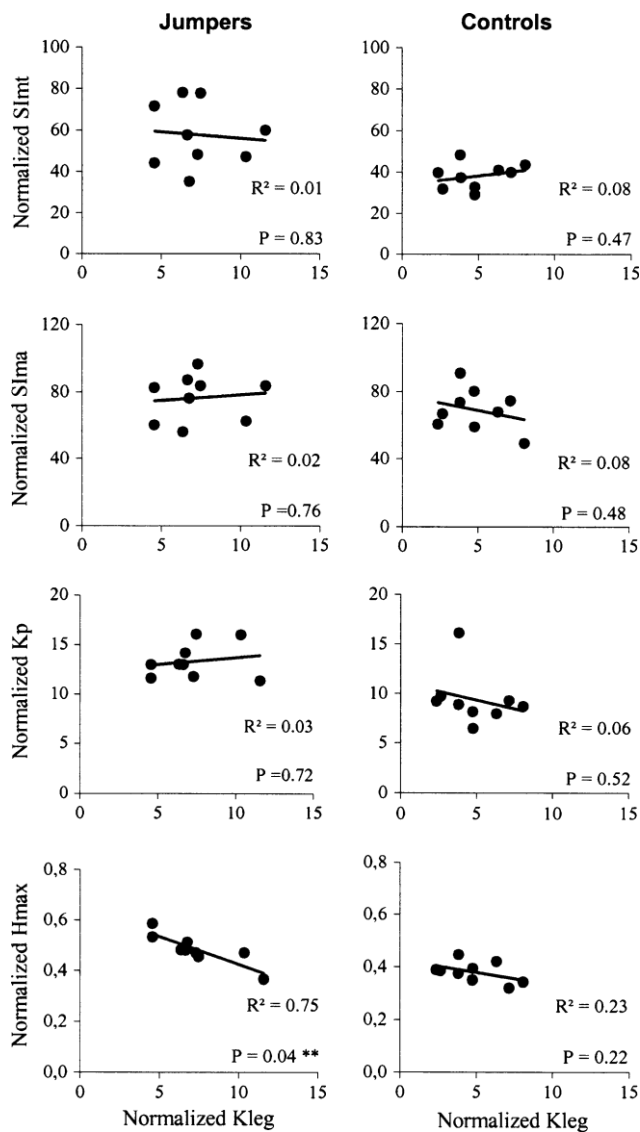 Jumpers
Controls
Normalized SImt
100
80
60
40
20
0
R² = 0.01
P = 0.83
0 5 10 15
100
80
60
40
20
0
R² = 0.08
P = 0.47
0 5 10 15
Normalized SIma
120
80
40
0
R² = 0.02
P =0.76
0 5 10 15
120
80
40
0
R² = 0.08
P = 0.48
0 5 10 15
Normalized Kp
20
15
10
5
0
R² = 0.03
P =0.72
0 5 10 15
20
15
10
5
0
R² = 0.06
P = 0.52
0 5 10 15
Normalized Hmax
0,8
0,6
0,4
0,2
0,0
R² = 0.75
P = 0.04 **
0 5 10 15
Normalized Kleg
0,8
0,6
0,4
0,2
0,0
R² = 0.23
P = 0.22
0 5 10 15
Normalized Kleg